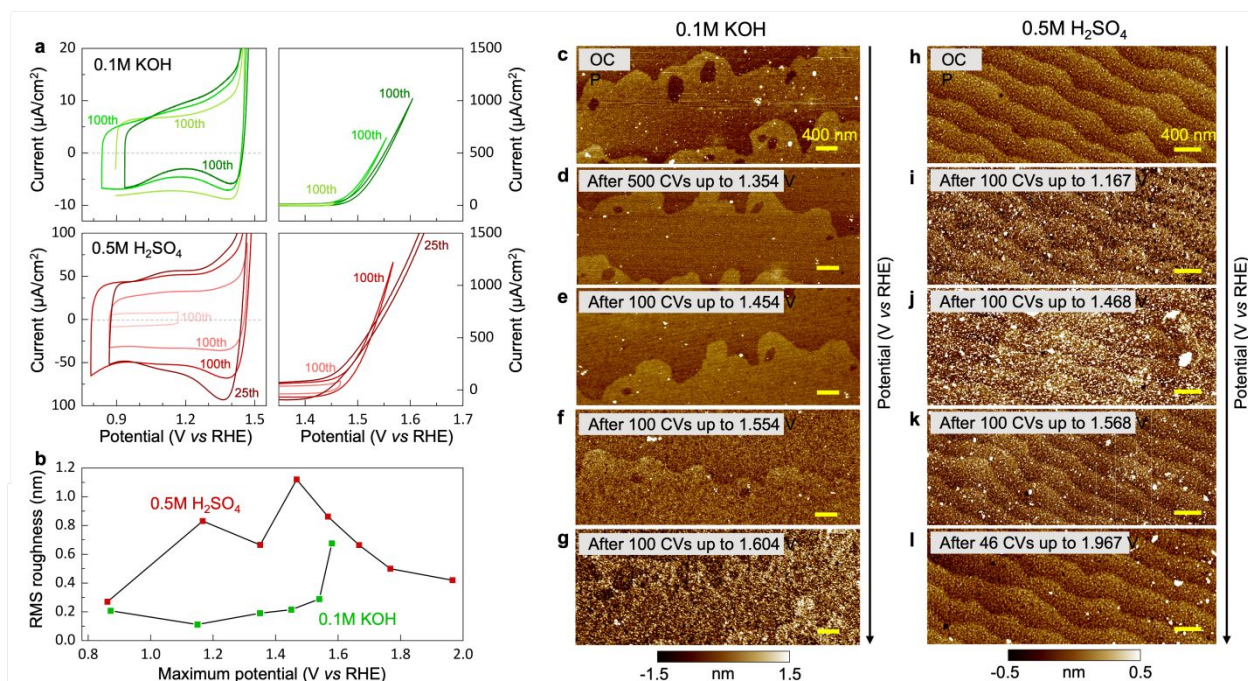 a
0.1M KOH
100th
100th
100th
20
10
0
-10
Current (µA/cm²)
100th
100th
1500
1000
500
0
Current (µA/cm²)
0.5M H₂SO₄
100th
100th
25th
100
50
0
-50
100
Current (µA/cm²)
0.9 1.2 1.5
Potential (V vs RHE)
25th
100th
100th
1500
1000
500
0
Current (µA/cm²)
1.4 1.5 1.6 1.7
Potential (V vs RHE)
b
0.5M H₂SO₄
0.1M KOH
1.2
1.0
0.8
0.6
0.4
0.2
0.0
RMS roughness (nm)
0.8 1.0 1.2 1.4 1.6 1.8 2.0
Maximum potential (V vs RHE)
0.1M KOH
c
OC
P
400 nm
d
After 500 CVs up to 1.354 V
e
After 100 CVs up to 1.454 V
f
After 100 CVs up to 1.554 V
g
After 100 CVs up to 1.604 V
-1.5 nm 1.5
Potential (V vs RHE)
0.5M H₂SO₄
h
OC
P
400 nm
i
After 100 CVs up to 1.167 V
j
After 100 CVs up to 1.468 V
k
After 100 CVs up to 1.568 V
l
After 46 CVs up to 1.967 V
-0.5 nm 0.5
Potential (V vs RHE)